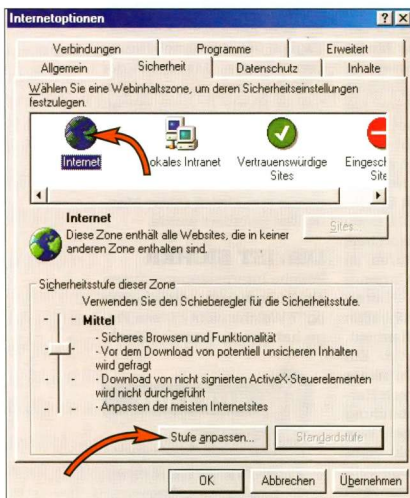 Internetoptionen
Verbindungen Programme Erweitert
Allgemein Sicherheit Datenschutz Inhalte
Wählen Sie eine Webinhaltszone, um deren Sicherheitseinstellungen
festzulegen.
Internet okales Intranet Vertrauenswürdige Eingesch
Sites Site
Internet
Diese Zone enthält alle Websites, die in keiner
anderen Zone enthalten sind.
Sites...
Sicherheitsstufe dieser Zone
Verwenden Sie den Schieberegler für die Sicherheitsstufe.
Mittel
- Sicheres Browsen und Funktionalität
- Vor dem Download von potentiell unsicheren Inhalten
wird gefragt
- Download von nicht signierten ActiveX-Steuerelementen
wird nicht durchgeführt
- Anpassen der meisten Internetsites
Stufe anpassen... Standardstufe
OK Abbrechen Übernehmen